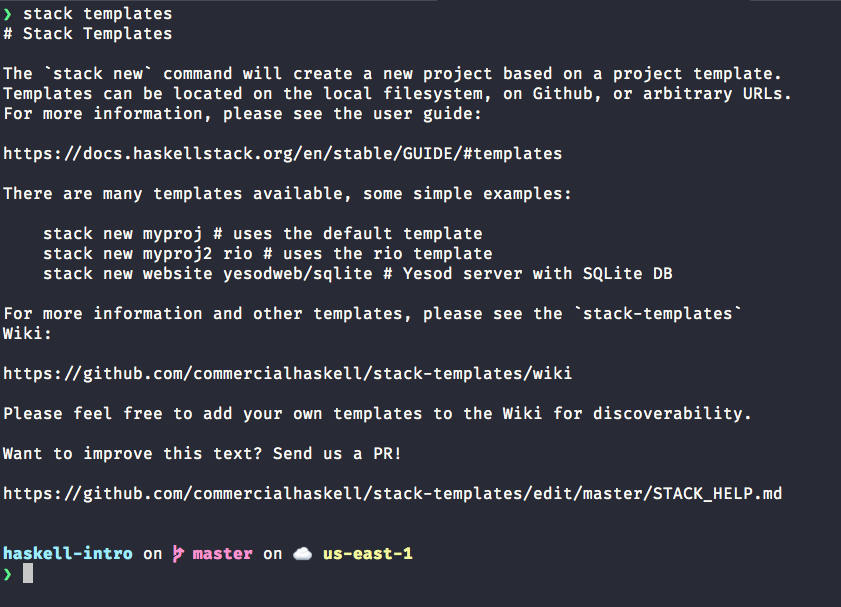 ❯ stack templates
# Stack Templates
The `stack new` command will create a new project based on a project template.
Templates can be located on the local filesystem, on Github, or arbitrary URLs.
For more information, please see the user guide:
https://docs.haskellstack.org/en/stable/GUIDE/#templates
There are many templates available, some simple examples:
stack new myproj # uses the default template
stack new myproj2 rio # uses the rio template
stack new website yesodweb/sqlite # Yesod server with SQLite DB
For more information and other templates, please see the `stack-templates`
Wiki:
https://github.com/commercialhaskell/stack-templates/wiki
Please feel free to add your own templates to the Wiki for discoverability.
Want to improve this text? Send us a PR!
https://github.com/commercialhaskell/stack-templates/edit/master/STACK_HELP.md
haskell-intro on master on ☁️ us-east-1
❯